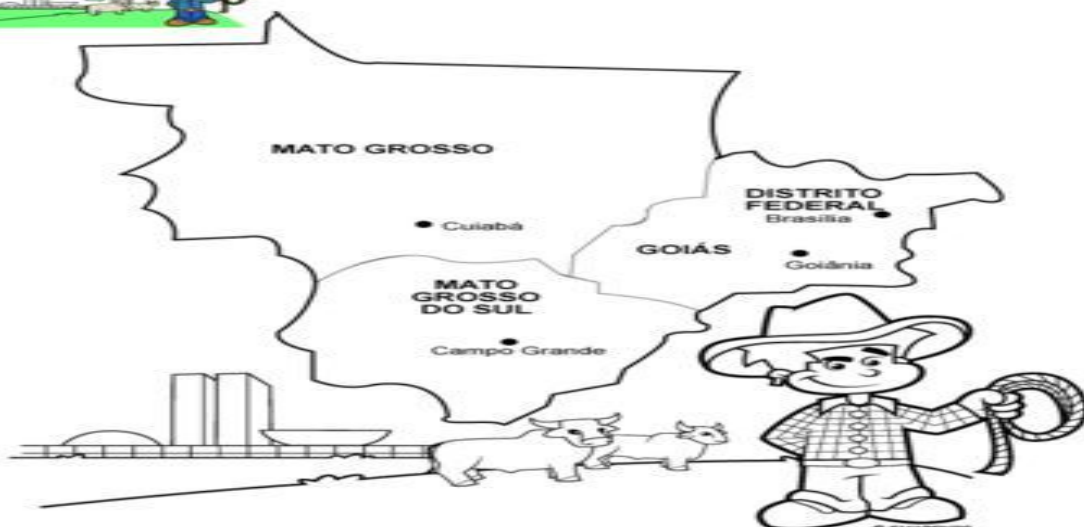 MATO GROSSO
Cuiabá
DISTRITO
FEDERAL
Brasília
GOIÁS
Goiânia
MATO
GROSSO
DO SUL
Campo Grande